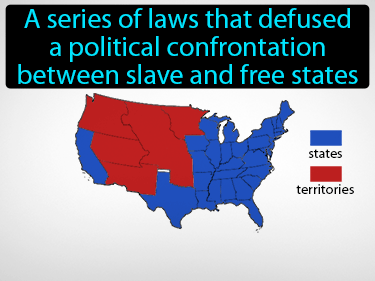 A series of laws that defused
a political confrontation
between slave and free states
states
territories